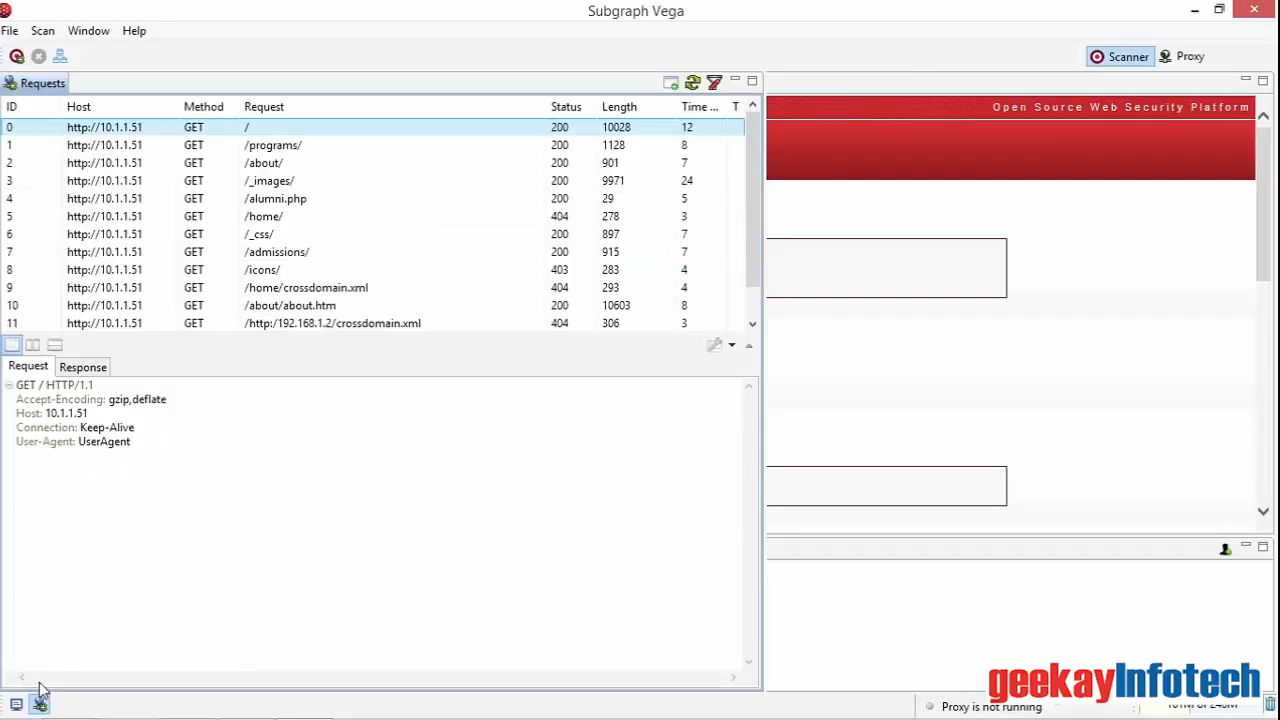 Subgraph Vega
File Scan Window Help
Scanner Proxy
Requests
ID Host Method Request Status Length Time ... T
0 http://10.1.1.51 GET / 200 10028 12
1 http://10.1.1.51 GET /programs/ 200 1128 8
2 http://10.1.1.51 GET /about/ 200 901 7
3 http://10.1.1.51 GET /_images/ 200 9971 24
4 http://10.1.1.51 GET /alumni.php 200 29 5
5 http://10.1.1.51 GET /home/ 404 278 3
6 http://10.1.1.51 GET /_css/ 200 897 7
7 http://10.1.1.51 GET /admissions/ 200 915 7
8 http://10.1.1.51 GET /icons/ 403 283 4
9 http://10.1.1.51 GET /home/crossdomain.xml 404 293 4
10 http://10.1.1.51 GET /about/about.htm 200 10603 8
11 http://10.1.1.51 GET /http:/192.168.1.2/crossdomain.xml 404 306 3
Open Source Web Security Platform
Request Response
GET / HTTP/1.1
Accept-Encoding: gzip,deflate
Host: 10.1.1.51
Connection: Keep-Alive
User-Agent: UserAgent
geekayInfotech
Proxy is not running